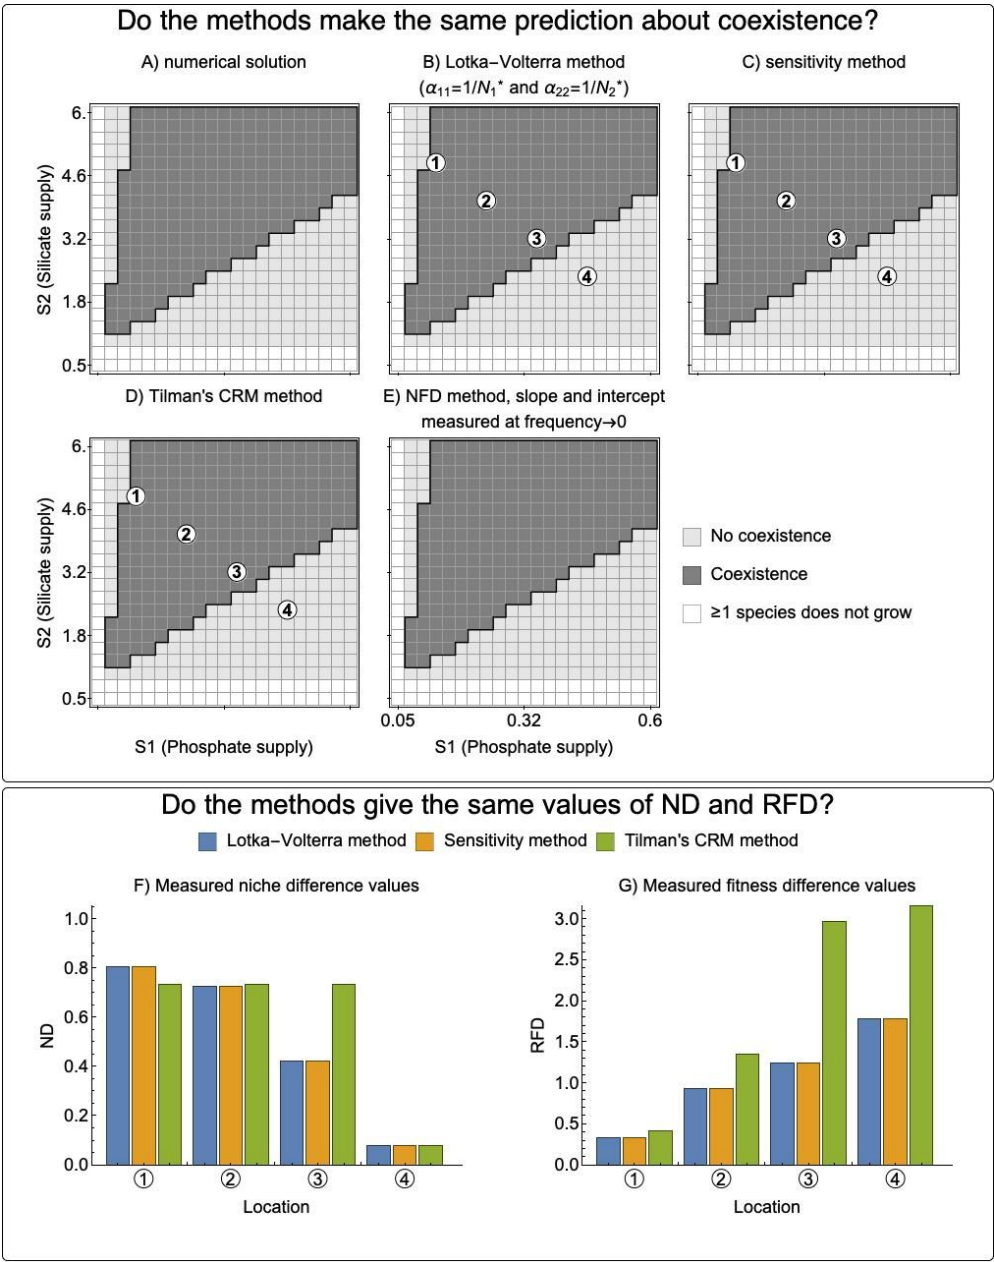 Do the methods make the same prediction about coexistence?
A) numerical solution
B) Lotka−Volterra method
(α₁₁=1/N₁* and α₂₂=1/N₂*)
C) sensitivity method
S2 (Silicate supply)
6.
4.6
3.2
1.8
0.5
1
2
3
4
1
2
3
4
D) Tilman's CRM method
E) NFD method, slope and intercept
measured at frequency→0
S2 (Silicate supply)
6.
4.6
3.2
1.8
0.5
1
2
3
4
0.05 0.32 0.6
S1 (Phosphate supply)
S1 (Phosphate supply)
No coexistence
Coexistence
≥1 species does not grow
Do the methods give the same values of ND and RFD?
Lotka−Volterra method
Sensitivity method
Tilman's CRM method
F) Measured niche difference values
ND
1.0
0.8
0.6
0.4
0.2
0.0
① ② ③ ④
Location
G) Measured fitness difference values
RFD
3.0
2.5
2.0
1.5
1.0
0.5
0.0
① ② ③ ④
Location